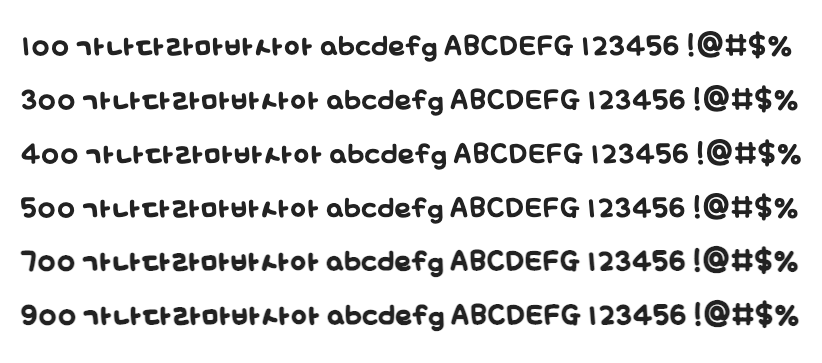 100 가나다라마바사아 abcdefg ABCDEFG 123456 !@#$%
300 가나다라마바사아 abcdefg ABCDEFG 123456 !@#$%
400 가나다라마바사아 abcdefg ABCDEFG 123456 !@#$%
500 가나다라마바사아 abcdefg ABCDEFG 123456 !@#$%
700 가나다라마바사아 abcdefg ABCDEFG 123456 !@#$%
900 가나다라마바사아 abcdefg ABCDEFG 123456 !@#$%